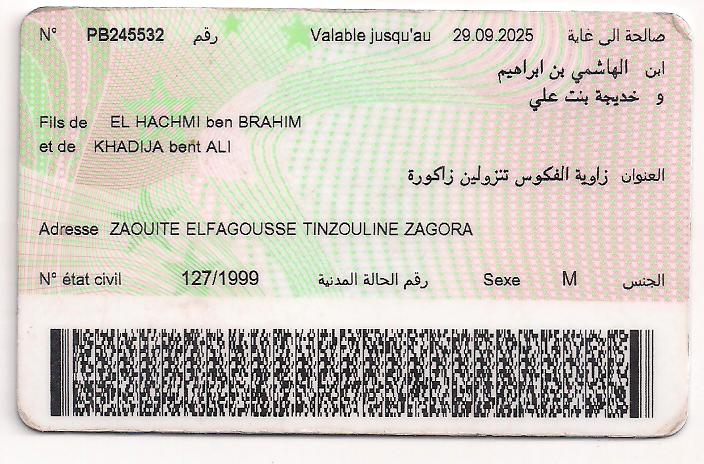 N° PB245532 رقم Valable jusqu'au 29.09.2025 صالحة الى غاية
ابن الهاشمي بن ابراهيم
و خديجة بنت علي
Fils de EL HACHMI ben BRAHIM
et de KHADIJA bent ALI
العنوان زاوية الفكوس تنزولين زاكورة
Adresse ZAOUITE ELFAGOUSSE TINZOULINE ZAGORA
N° état civil 127/1999 رقم الحالة المدنية Sexe M الجنس